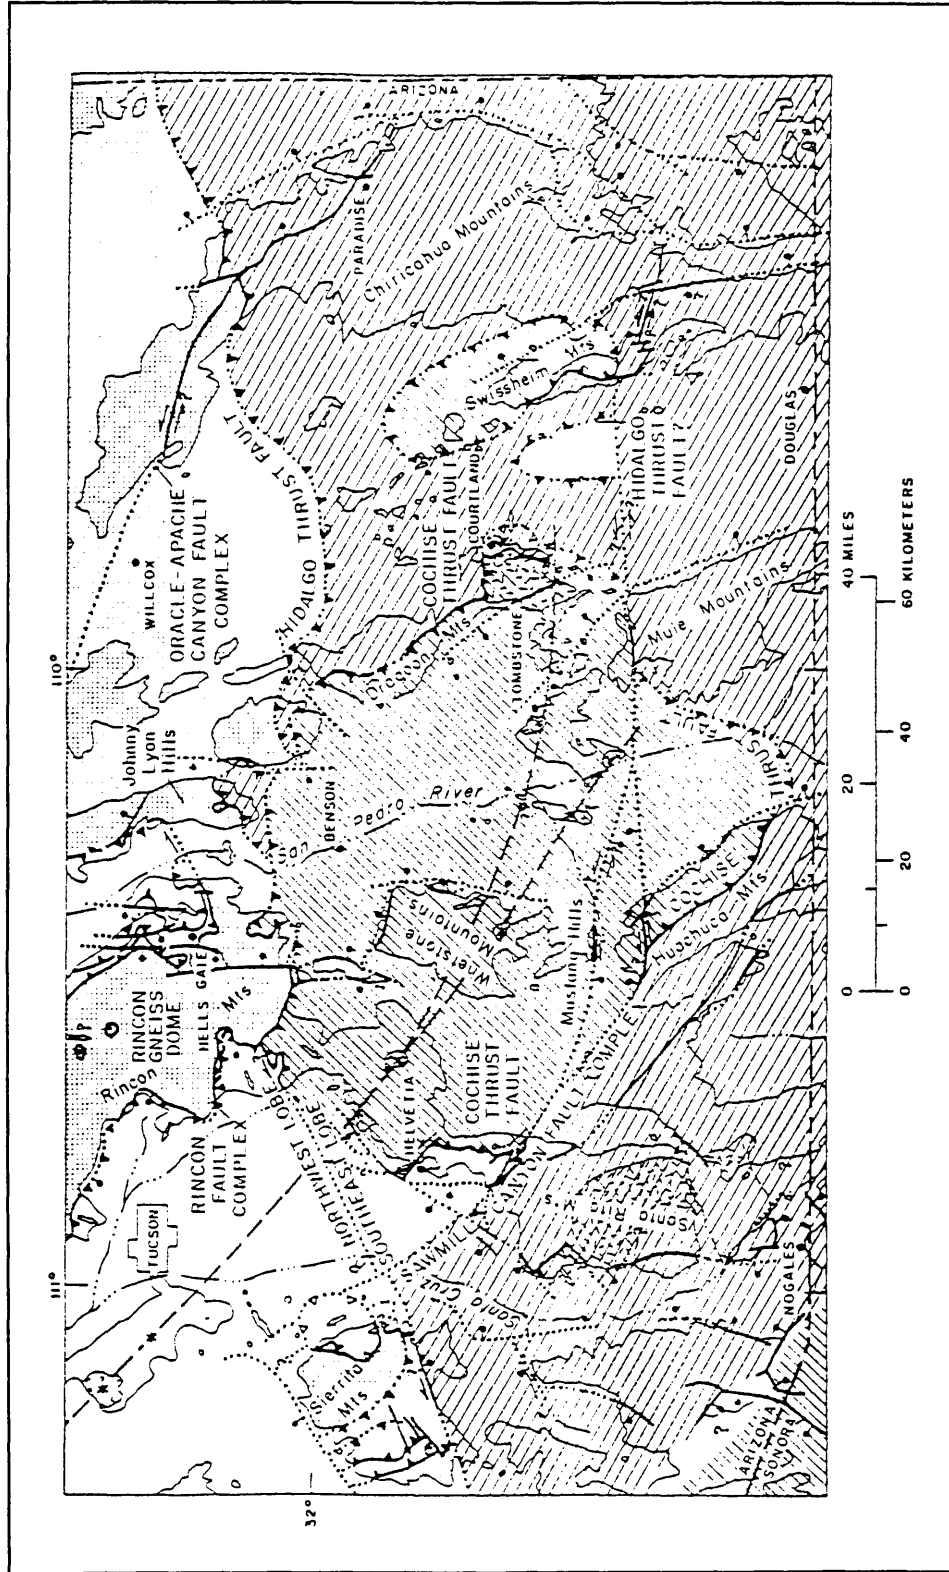 111°
110°
32°
ARIZONA
PARADISE
Chiricahua Mountains
Swisshelm Mts
WILLCOX
ORACLE-APACHE
CANYON FAULT
COMPLEX
HIDALGO THRUST FAULT
COCHISE
THRUST FAULT
COURTLAND
HIDALGO
THRUST
FAULT?
DOUGLAS
Johnny
Lyon
Hills
Dragoon Mts
TOMBSTONE
Mule Mountains
BENSON
San Pedro River
THRUST
RINCON
GNEISS
DOME
HELLS GATE
Rincon Mts
Whetstone
Mountains
Mustang Hills
COCHISE
Huachuca Mts
TUCSON
RINCON
FAULT
COMPLEX
NORTHWEST LOBE
SOUTHEAST LOBE
HELVETIA
COCHISE
THRUST
FAULT
SAWMILL CANYON FAULT COMPLEX
Santa Cruz
Sierrita
Mts
NOGALES
ARIZONA
SONORA
0 20 40 MILES
0 20 40 60 KILOMETERS